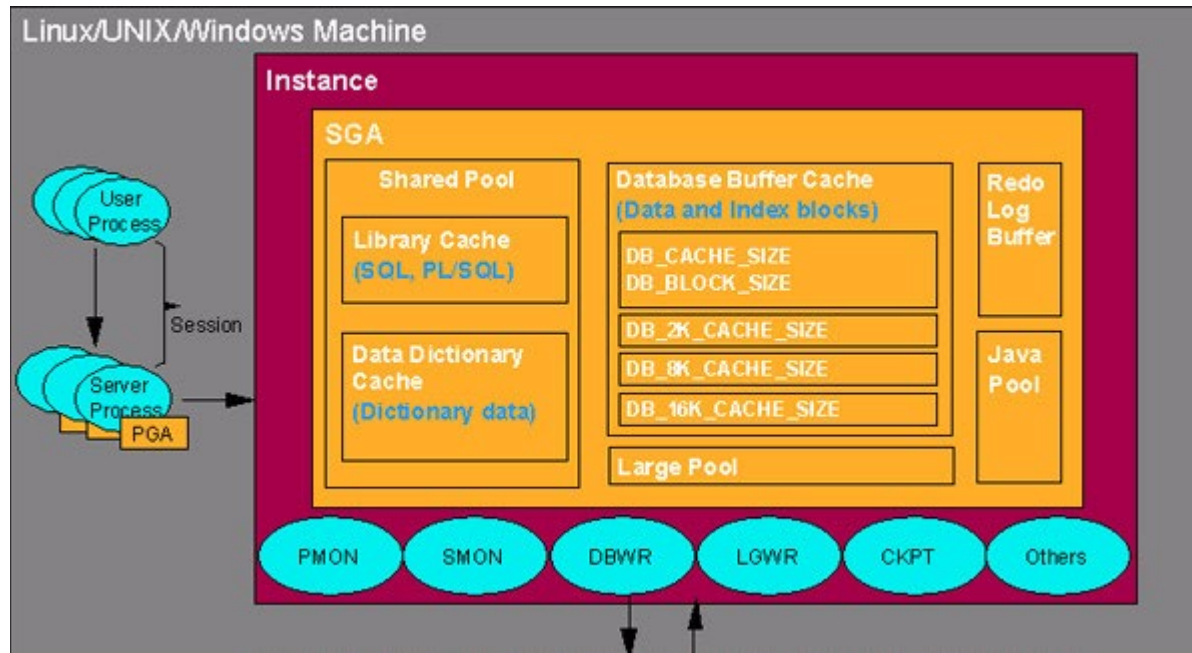 Linux/UNIX/Windows Machine
Instance
SGA
Shared Pool
Library Cache
(SQL, PL/SQL)
Data Dictionary
Cache
(Dictionary data)
Database Buffer Cache
(Data and Index blocks)
DB_CACHE_SIZE
DB_BLOCK_SIZE
DB_2K_CACHE_SIZE
DB_8K_CACHE_SIZE
DB_16K_CACHE_SIZE
Large Pool
Redo
Log
Buffer
Java
Pool
User
Process
Session
Server
Process
PGA
PMON
SMON
DBWR
LGWR
CKPT
Others